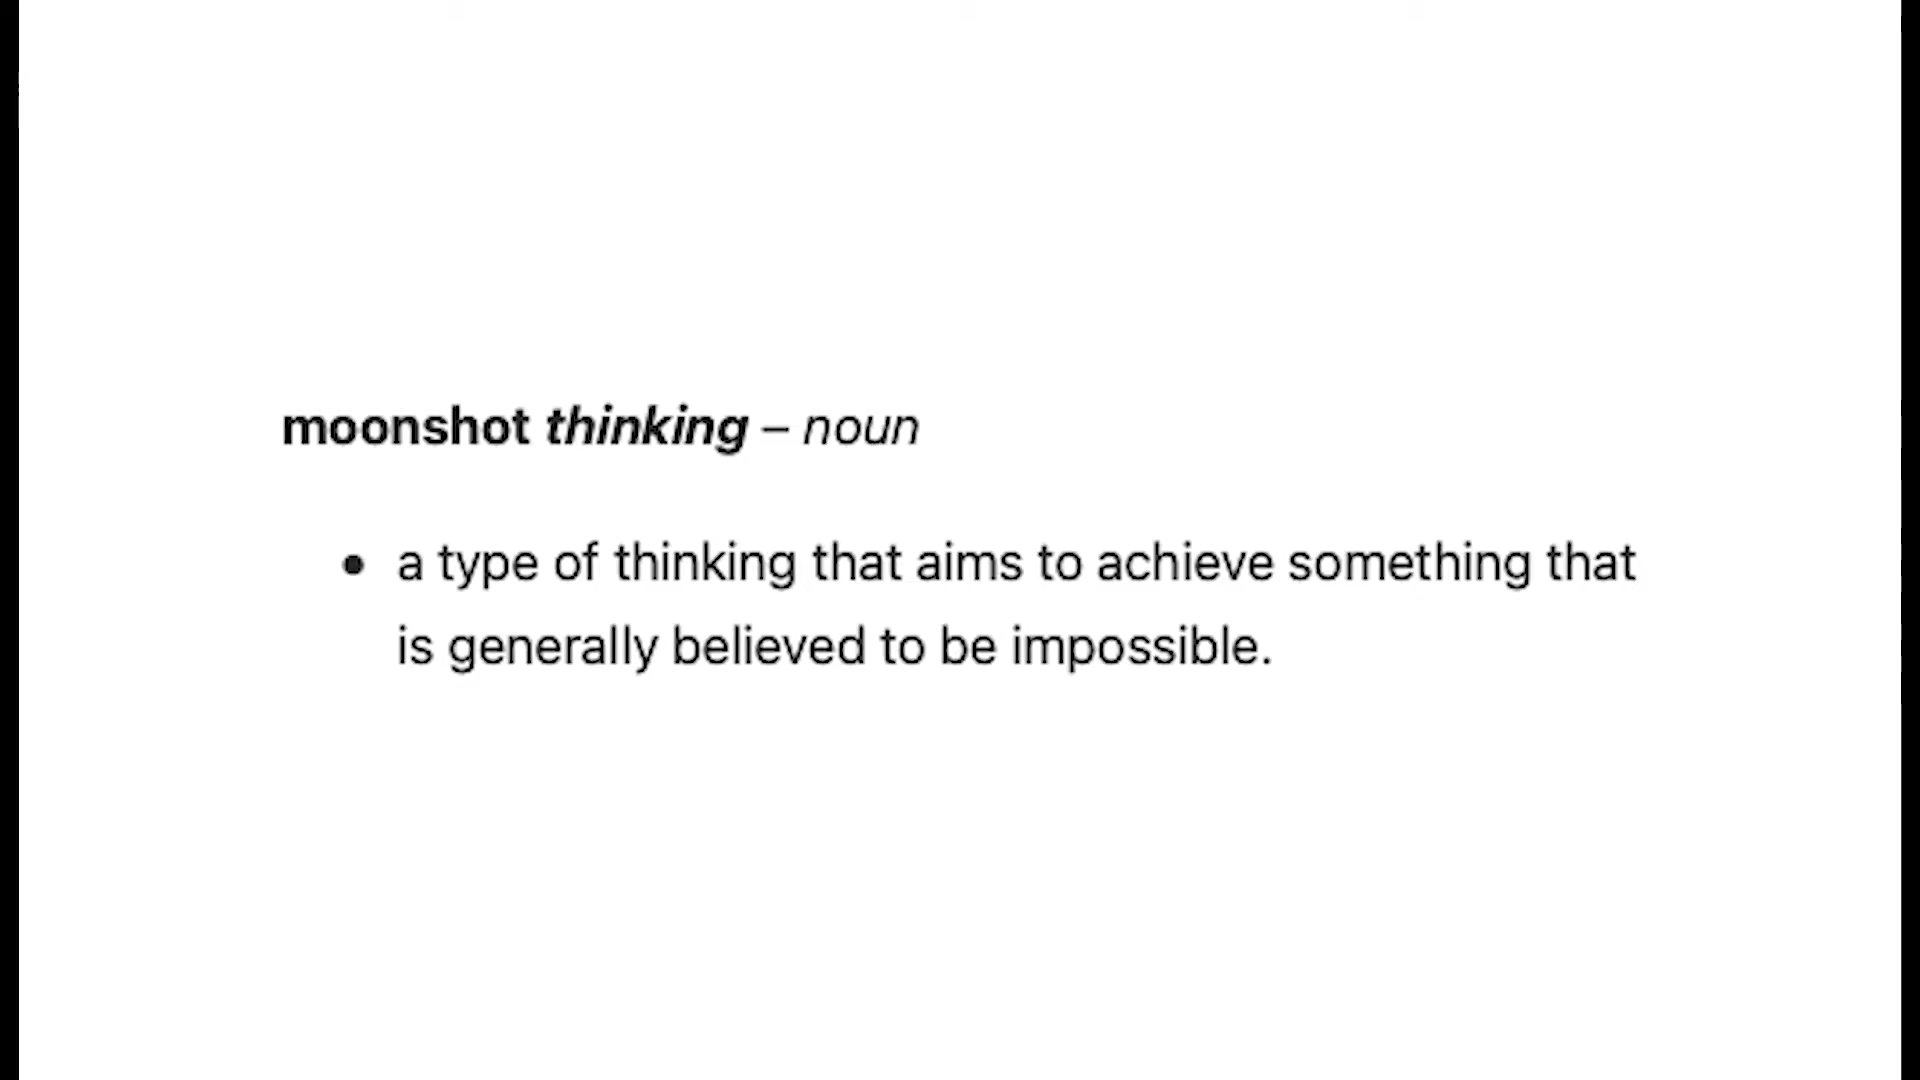 moonshot thinking – noun
• a type of thinking that aims to achieve something that
is generally believed to be impossible.